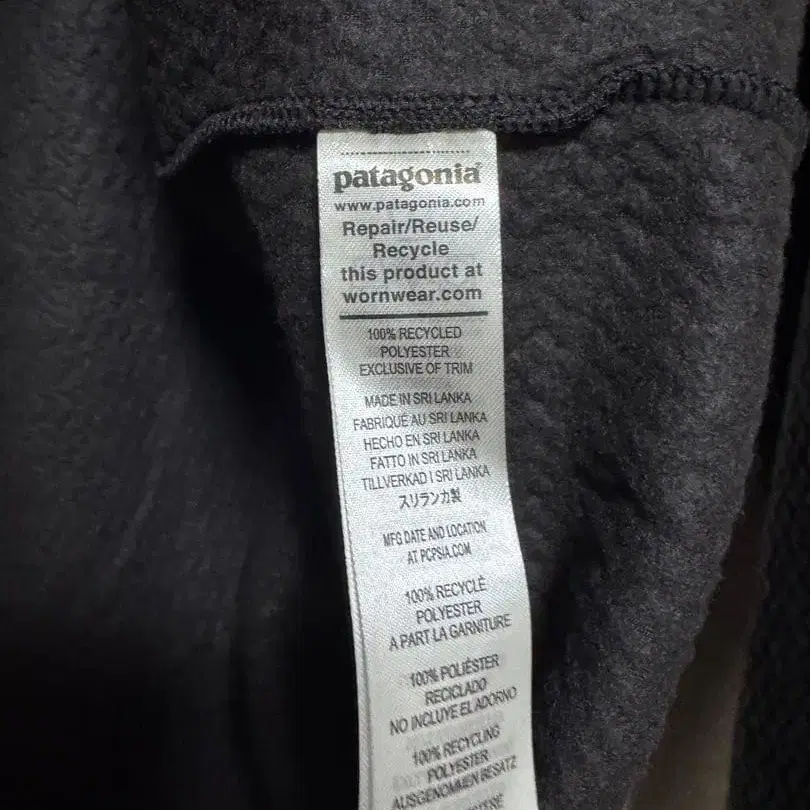 patagonia
www.patagonia.com
Repair/Reuse/
Recycle
this product at
wornwear.com
100% RECYCLED
POLYESTER
EXCLUSIVE OF TRIM
MADE IN SRI LANKA
FABRIQUÉ AU SRI LANKA
HECHO EN SRI LANKA
FATTO IN SRI LANKA
TILLVERKAD I SRI LANKA
スリランカ製
MFG DATE AND LOCATION
AT PCPSIA.COM
100% RECYCLÉ
POLYESTER
A PART LA GARNITURE
100% POLIÉSTER
RECICLADO
NO INCLUYE EL ADORNO
100% RECYCLING
POLYESTER
AUSGENOMMEN BESATZ